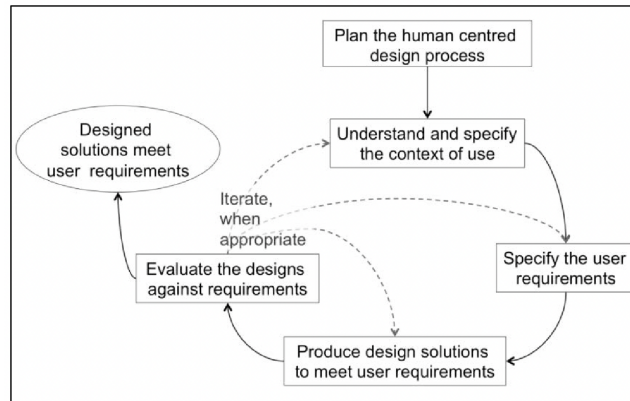 Plan the human centred
design process
Understand and specify
the context of use
Specify the user
requirements
Produce design solutions
to meet user requirements
Evaluate the designs
against requirements
Iterate,
when
appropriate
Designed
solutions meet
user requirements